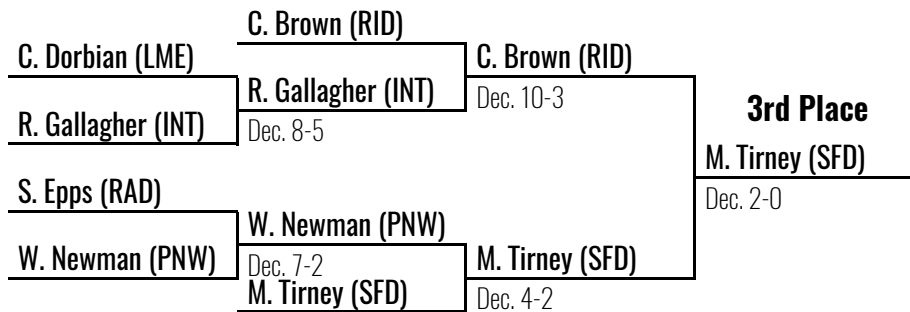 C. Brown (RID)
C. Dorbian (LME)
C. Brown (RID)
R. Gallagher (INT)
Dec. 10-3
3rd Place
R. Gallagher (INT)
Dec. 8-5
M. Tirney (SFD)
S. Epps (RAD)
Dec. 2-0
W. Newman (PNW)
W. Newman (PNW)
Dec. 7-2
M. Tirney (SFD)
M. Tirney (SFD)
Dec. 4-2